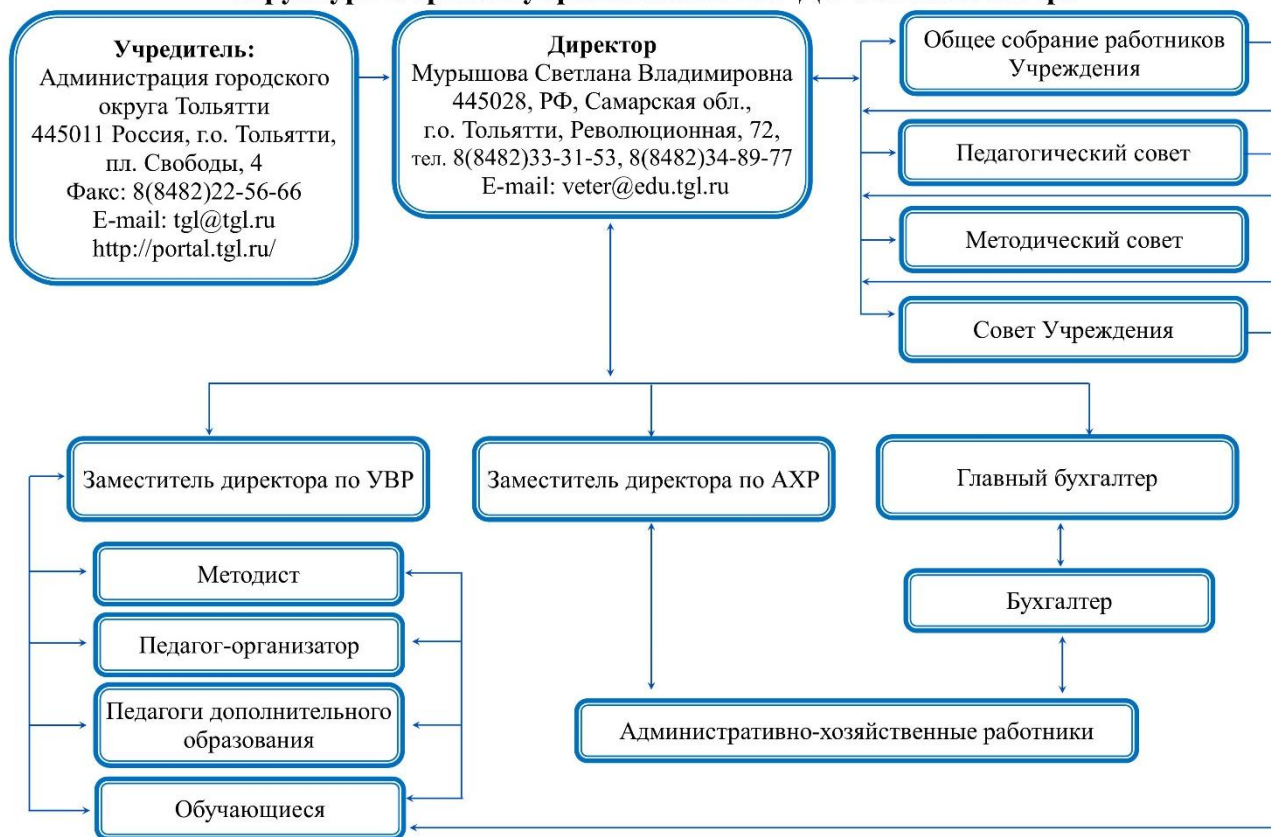 Учредитель:
Администрация городского
округа Тольятти
445011 Россия, г.о. Тольятти,
пл. Свободы, 4
Факс: 8(8482)22-56-66
E-mail: tgl@tgl.ru
http://portal.tgl.ru/
Директор
Мурышова Светлана Владимировна
445028, РФ, Самарская обл.,
г.о. Тольятти, Революционная, 72,
тел. 8(8482)33-31-53, 8(8482)34-89-77
E-mail: veter@edu.tgl.ru
Общее собрание работников
Учреждения
Педагогический совет
Методический совет
Совет Учреждения
Заместитель директора по УВР
Заместитель директора по АХР
Главный бухгалтер
Методист
Педагог-организатор
Педагоги дополнительного
образования
Обучающиеся
Бухгалтер
Административно-хозяйственные работники